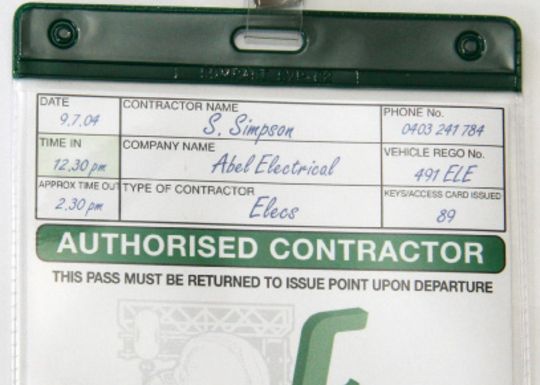 DATE CONTRACTOR NAME PHONE No.
9.7.04 S. Simpson 0403 241 784
TIME IN COMPANY NAME VEHICLE REGO No.
12.30 pm Abel Electrical 491 ELE
APPROX TIME OUT TYPE OF CONTRACTOR KEYS/ACCESS CARD ISSUED
2.30 pm Elecs 89
AUTHORISED CONTRACTOR
THIS PASS MUST BE RETURNED TO ISSUE POINT UPON DEPARTURE